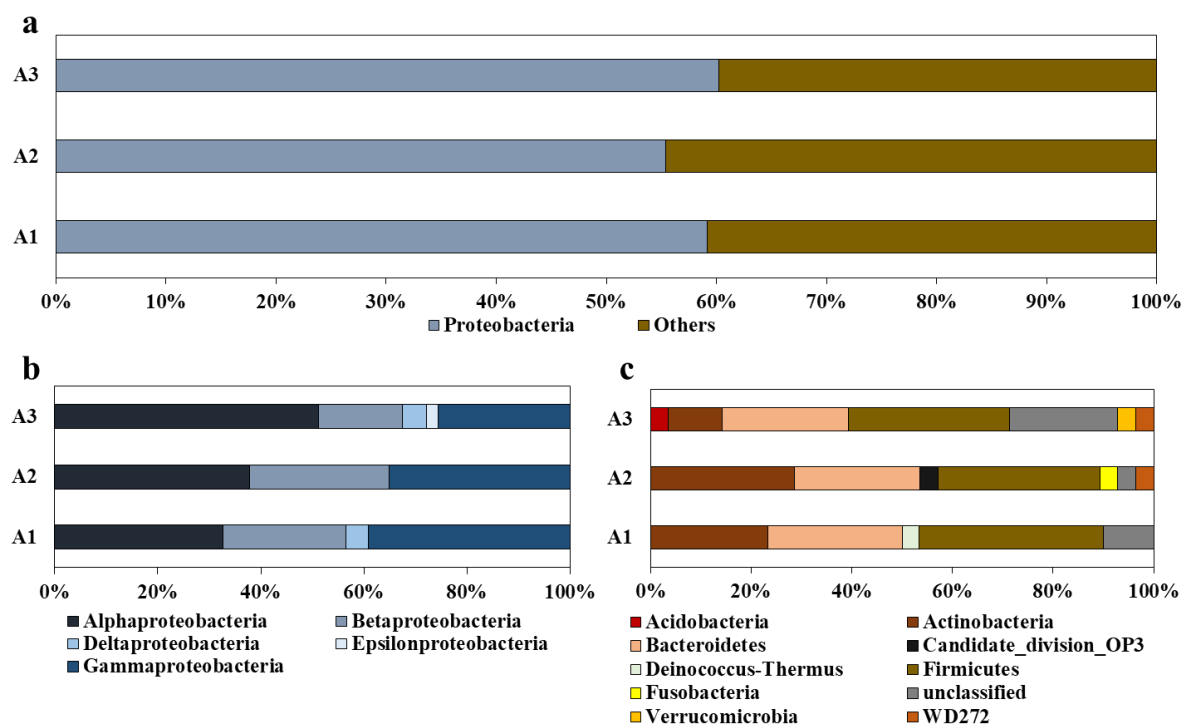 a
A3
A2
A1
0% 10% 20% 30% 40% 50% 60% 70% 80% 90% 100%
Proteobacteria Others
b
A3
A2
A1
0% 20% 40% 60% 80% 100%
Alphaproteobacteria Betaproteobacteria
Deltaproteobacteria Epsilonproteobacteria
Gammaproteobacteria
c
A3
A2
A1
0% 20% 40% 60% 80% 100%
Acidobacteria Actinobacteria
Bacteroidetes Candidate_division_OP3
Deinococcus-Thermus Firmicutes
Fusobacteria unclassified
Verrucomicrobia WD272